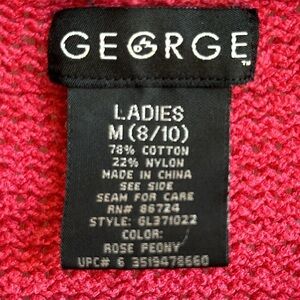 GEORGE
TM
LADIES
M (8/10)
78% COTTON
22% NYLON
MADE IN CHINA
SEE SIDE
SEAM FOR CARE
RN# 86724
STYLE: GL371022
COLOR:
ROSE PEONY
UPC# 6 3519478660